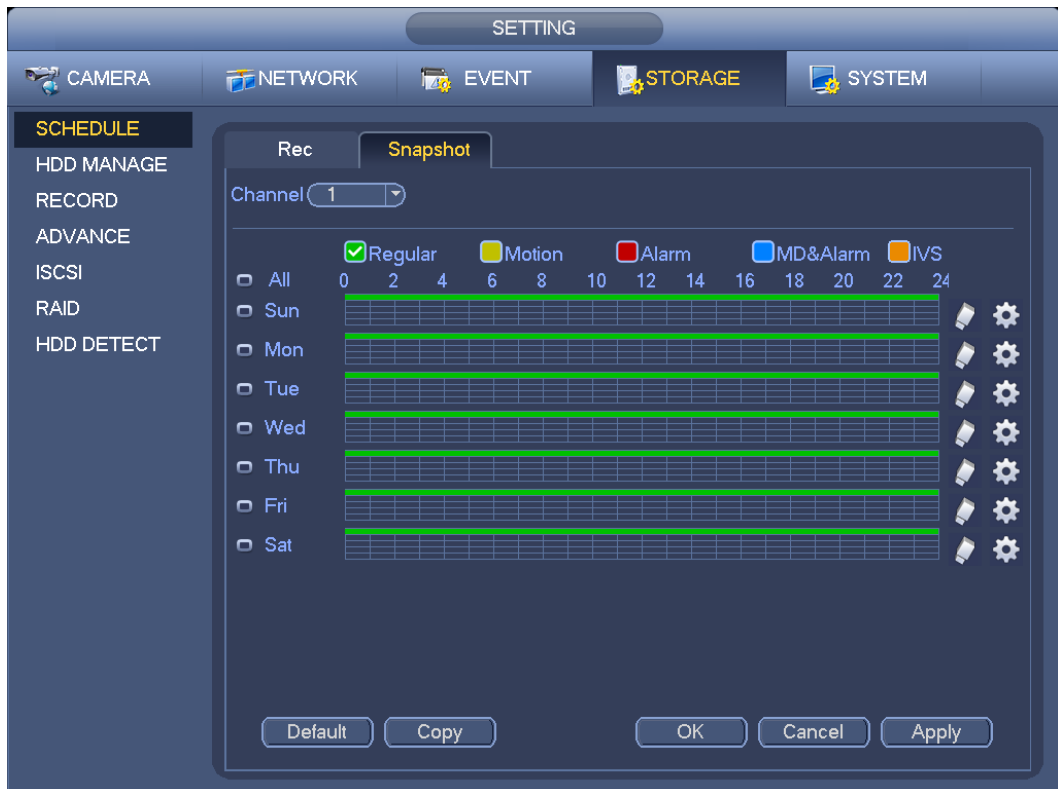 SETTING
CAMERA NETWORK EVENT STORAGE SYSTEM
SCHEDULE
HDD MANAGE
RECORD
ADVANCE
ISCSI
RAID
HDD DETECT
Rec Snapshot
Channel 1
Regular Motion Alarm MD&Alarm IVS
All 0 2 4 6 8 10 12 14 16 18 20 22 24
Sun
Mon
Tue
Wed
Thu
Fri
Sat
Default Copy OK Cancel Apply